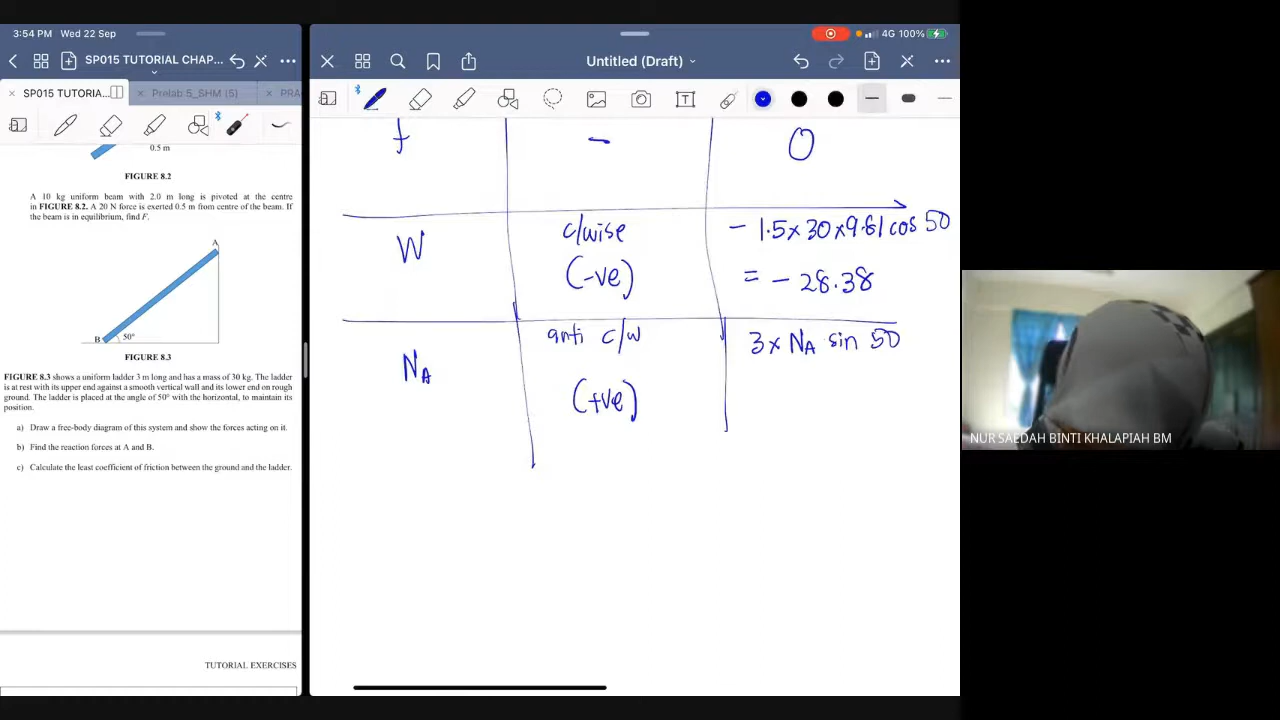 3:54 PM Wed 22 Sep
SP015 TUTORIAL CHAP...
SP015 TUTORIA...
Prelab 5_SHM (5)
PRA
0.5 m
FIGURE 8.2
A 10 kg uniform beam with 2.0 m long is pivoted at the centre
in FIGURE 8.2. A 20 N force is exerted 0.5 m from centre of the beam. If
the beam is in equilibrium, find F.
A
B
50°
FIGURE 8.3
FIGURE 8.3 shows a uniform ladder 3 m long and has a mass of 30 kg. The ladder
is at rest with its upper end against a smooth vertical wall and its lower end on rough
ground. The ladder is placed at the angle of 50° with the horizontal, to maintain its
position.
a) Draw a free-body diagram of this system and show the forces acting on it.
b) Find the reaction forces at A and B.
c) Calculate the least coefficient of friction between the ground and the ladder.
TUTORIAL EXERCISES
4G 100%
Untitled (Draft)
f - 0
W c/wise - 1.5 x 30 x 9.81 cos 50
(-ve) = - 28.38
N_A anti c/w 3 x N_A sin 50
(+ve)
NUR SAEDAH BINTI KHALAPIAH BM